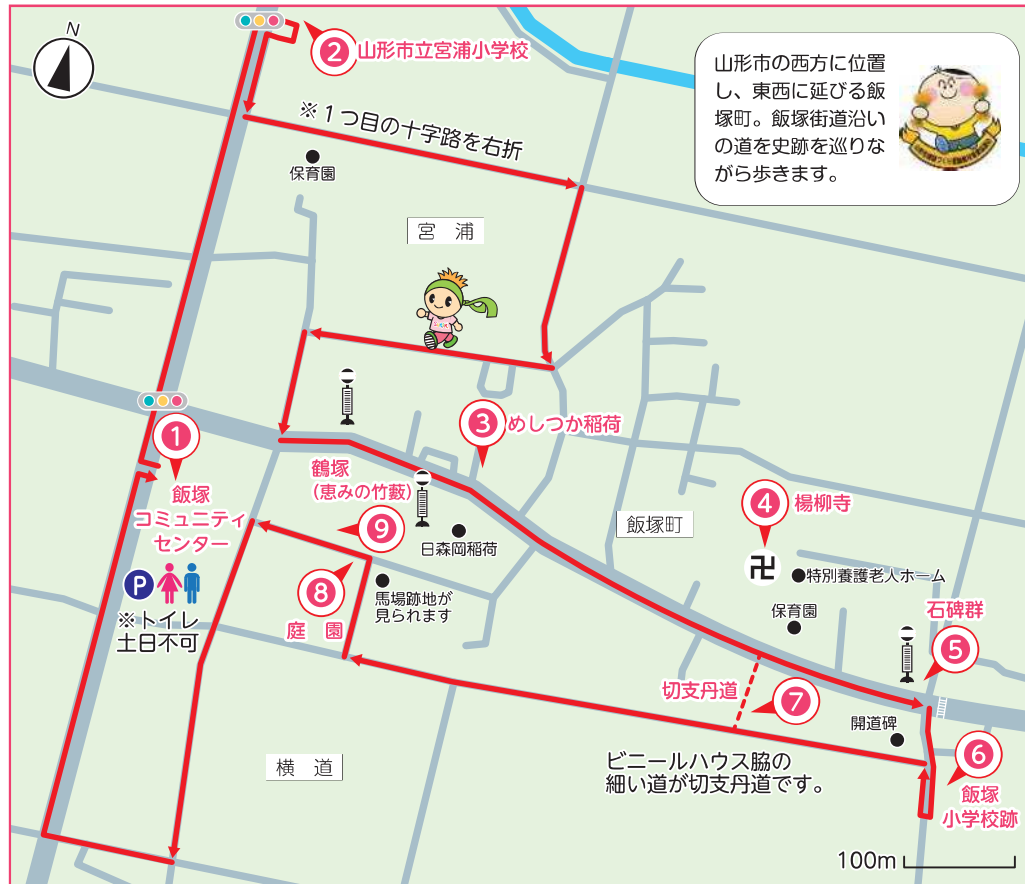 N
② 山形市立宮浦小学校
山形市の西方に位置
し、東西に延びる飯
塚町。飯塚街道沿い
の道を史跡を巡りな
がら歩きます。
※１つ目の十字路を右折
保育園
宮 浦
① 
飯塚
コミュニティ
センター
P
※トイレ
土日不可
③ めしつか稲荷
鶴塚
(恵みの竹藪)
⑨
日森岡稲荷
飯塚町
④ 楊柳寺
卍
特別養護老人ホーム
保育園
石碑群
⑤
⑧
庭 園
馬場跡地が
見られます
切支丹道
⑦
開道碑
ビニールハウス脇の
細い道が切支丹道です。
⑥
飯塚
小学校跡
横 道
100m